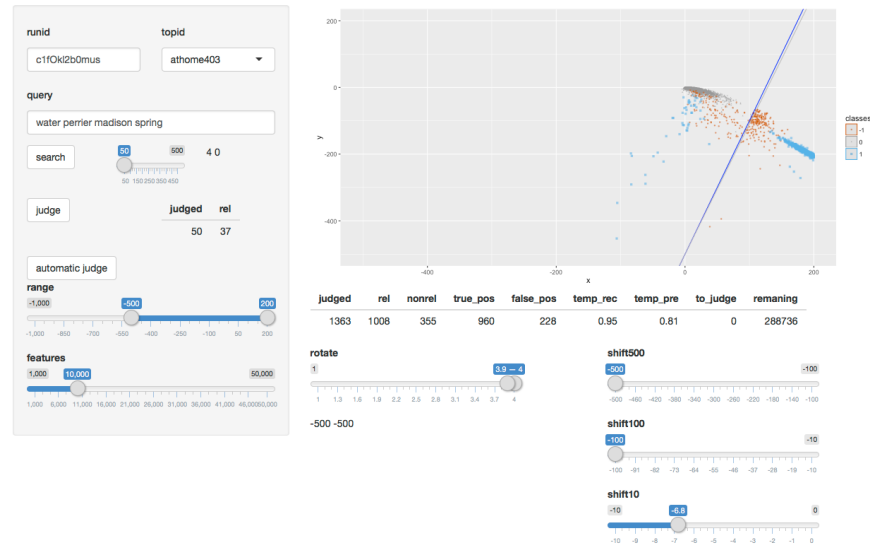 runid topid
c1fOkl2b0mus athome403
query
water perrier madison spring
search 50 500 4 0
50 150 250 350 450
judge judged rel
50 37
automatic judge
range
-1,000 -500 200
-1,000 -850 -700 -550 -400 -250 -100 50 200
features
1,000 10,000 50,000
1,000 6,000 11,000 16,000 21,000 26,000 31,000 36,000 41,000 46,000 50,000
200
0
-200
-400
y
-400 -200 0 200
x
classes
-1
0
1
judged rel nonrel true_pos false_pos temp_rec temp_pre to_judge remaning
1363 1008 355 960 228 0.95 0.81 0 288736
rotate
1 3.9 — 4
1 1.3 1.6 1.9 2.2 2.5 2.8 3.1 3.4 3.7 4
-500 -500
shift500
-500 -100
-500 -460 -420 -380 -340 -300 -260 -220 -180 -140 -100
shift100
-100 -10
-100 -91 -82 -73 -64 -55 -46 -37 -28 -19 -10
shift10
-10 -6.8 0
-10 -9 -8 -7 -6 -5 -4 -3 -2 -1 0